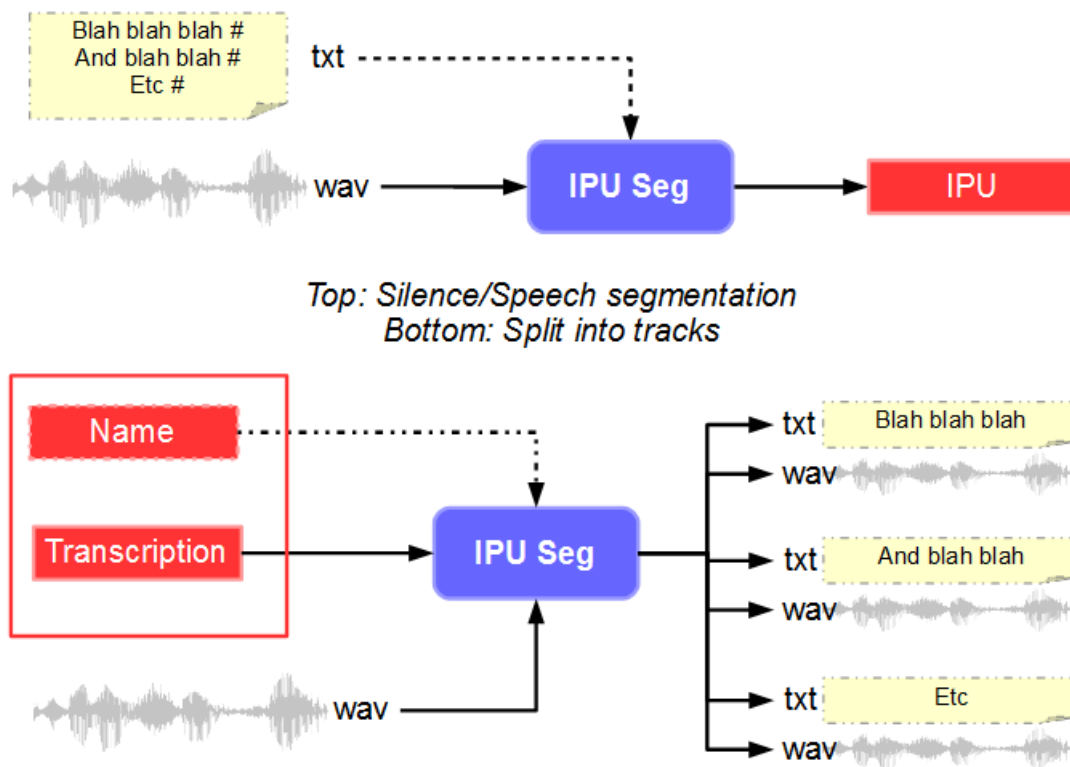 Blah blah blah #
And blah blah #
Etc #
txt
wav
IPU Seg
IPU
Top: Silence/Speech segmentation
Bottom: Split into tracks
Name
Transcription
wav
IPU Seg
txt
Blah blah blah
wav
txt
And blah blah
wav
txt
Etc
wav